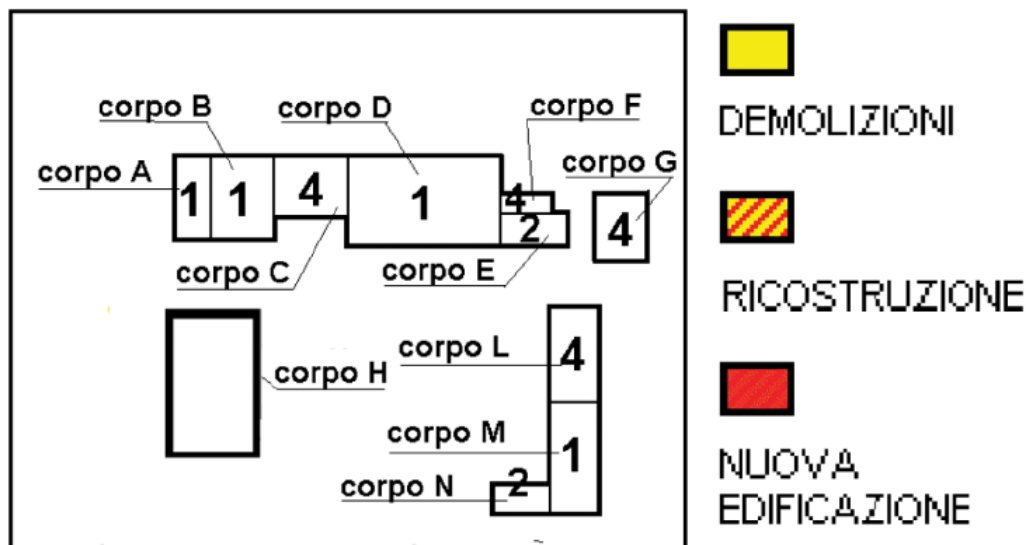 corpo B
corpo D
corpo F
corpo A
corpo G
1
1
4
1
4
2
4
corpo C
corpo E
corpo L
4
corpo H
corpo M
1
corpo N
2
DEMOLIZIONI
RICOSTRUZIONE
NUOVA
EDIFICAZIONE